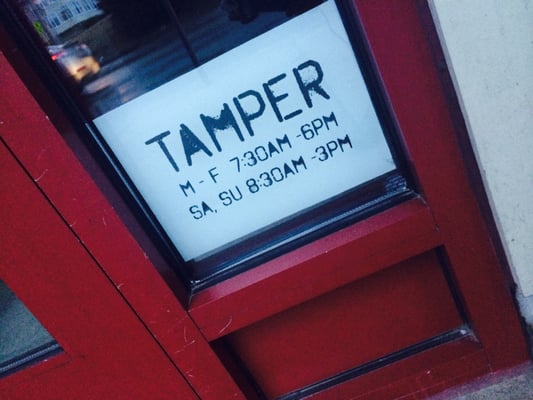 TAMPER
M - F 7:30AM -6PM
SA, SU 8:30AM -3PM